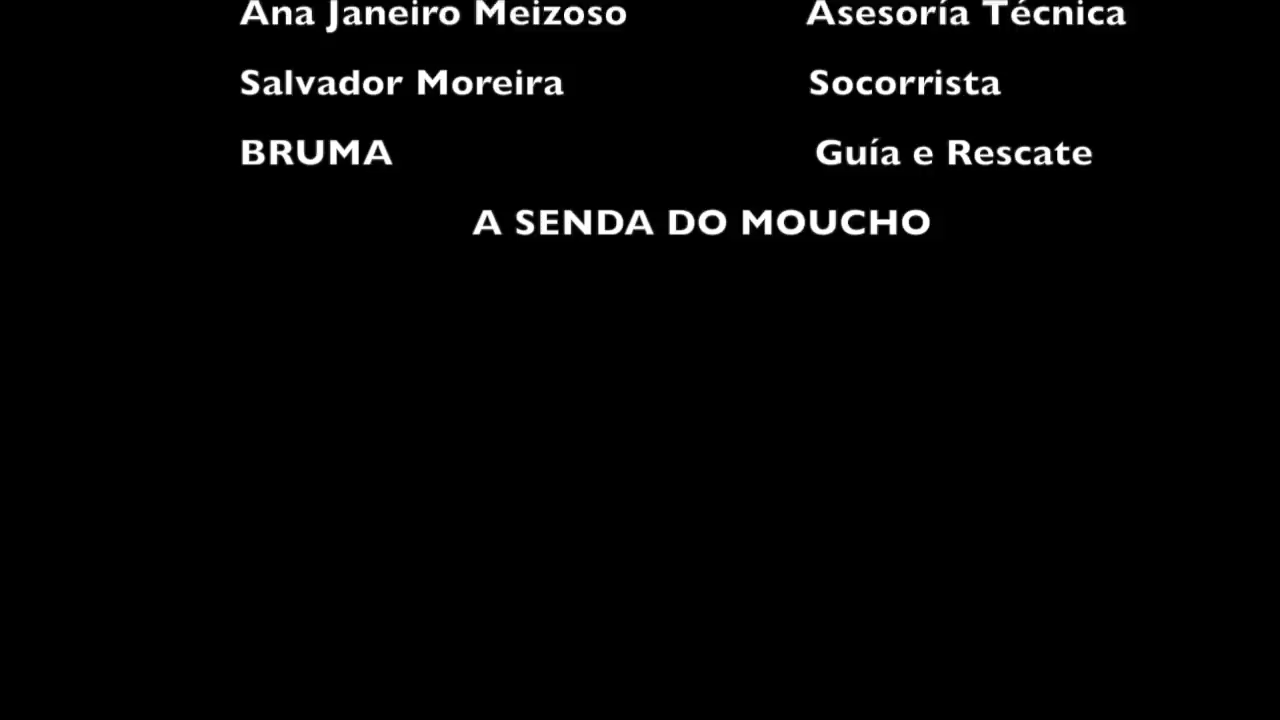 Ana Janeiro Meizoso Asesoría Técnica
Salvador Moreira Socorrista
BRUMA Guía e Rescate
A SENDA DO MOUCHO